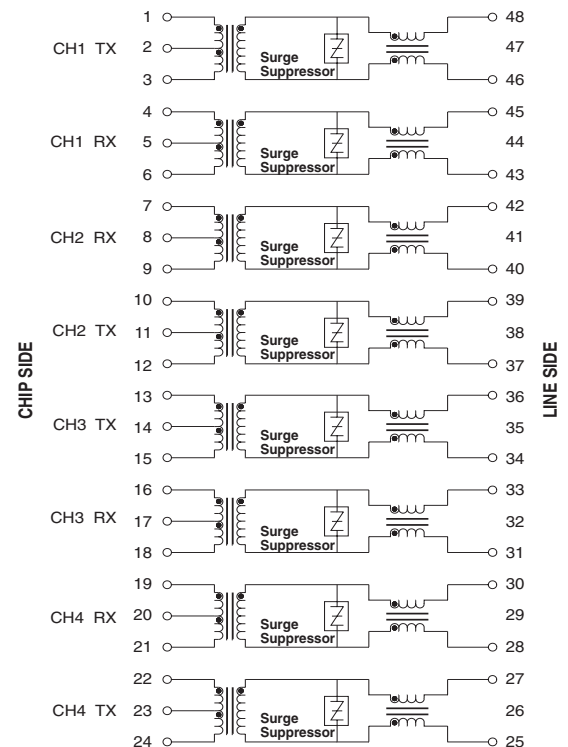 1 48
CH1 TX 2 47
Surge
Suppressor
3 46
4 45
CH1 RX 5 44
Surge
Suppressor
6 43
7 42
CH2 RX 8 41
Surge
Suppressor
9 40
10 39
CH2 TX 11 38
Surge
Suppressor
12 37
CHIP SIDE
LINE SIDE
13 36
CH3 TX 14 35
Surge
Suppressor
15 34
16 33
CH3 RX 17 32
Surge
Suppressor
18 31
19 30
CH4 RX 20 29
Surge
Suppressor
21 28
22 27
CH4 TX 23 26
Surge
Suppressor
24 25